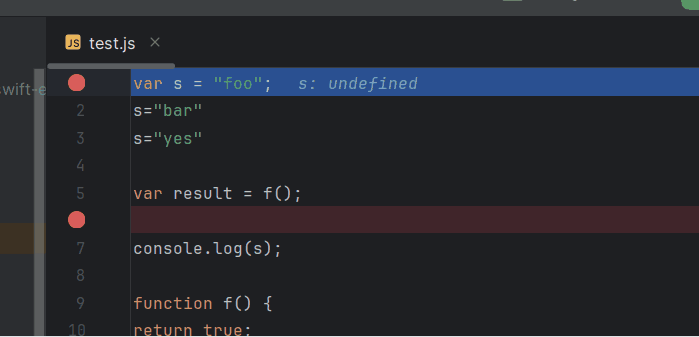 JS test.js
swift-e
var s = "foo"; s: undefined
2 s="bar"
3 s="yes"
4
5 var result = f();
7 console.log(s);
8
9 function f() {
10 return true;